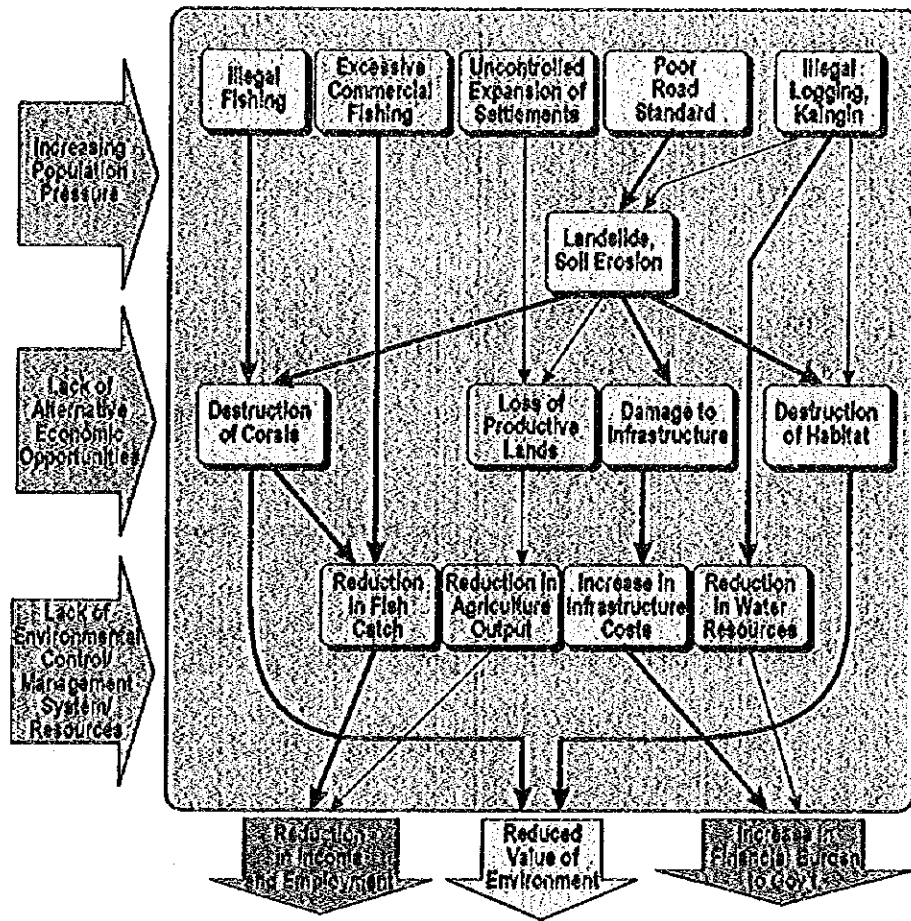 Illegal
Fishing
Excessive
Commercial
Fishing
Uncontrolled
Expansion of
Settlements
Poor
Road
Standard
Illegal
Logging,
Kaingin
Increasing
Population
Pressure
Landslide,
Soil Erosion
Lack of
Alternative
Economic
Opportunities
Destruction
of Corals
Loss of
Productive
Lands
Damage to
Infrastructure
Destruction
of Habitat
Lack of
Environmental
Control/
Management
System/
Resources
Reduction
in Fish
Catch
Reduction in
Agriculture
Output
Increase in
Infrastructure
Costs
Reduction
in Water
Resources
Reduction
in Income
and Employment
Reduced
Value of
Environment
Increase in
Financial Burden
to Gov't.